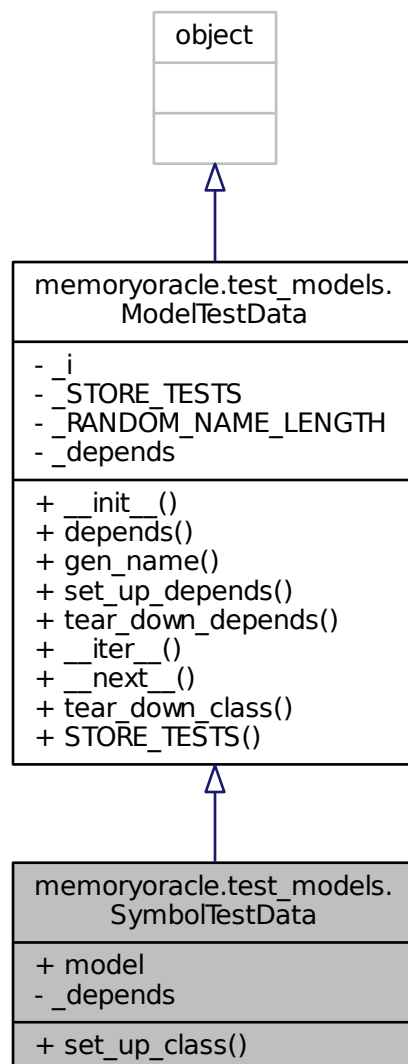 object
memoryoracle.test_models.
ModelTestData
- _i
- _STORE_TESTS
- _RANDOM_NAME_LENGTH
- _depends
+ __init__()
+ depends()
+ gen_name()
+ set_up_depends()
+ tear_down_depends()
+ __iter__()
+ __next__()
+ tear_down_class()
+ STORE_TESTS()
memoryoracle.test_models.
SymbolTestData
+ model
- _depends
+ set_up_class()